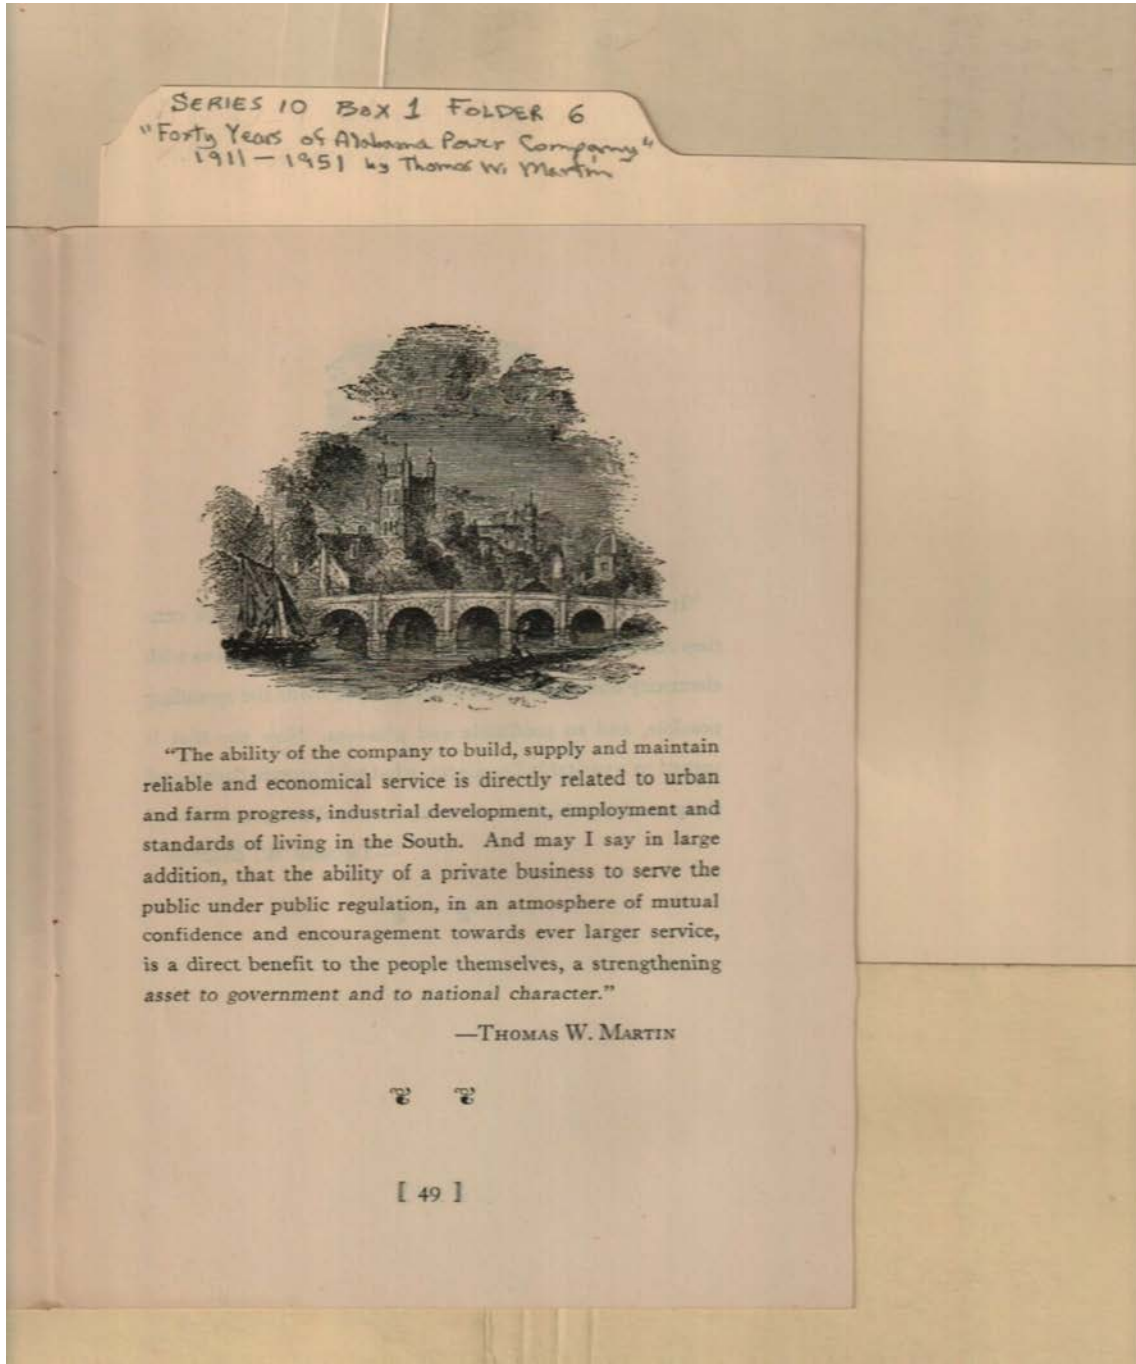 SERIES 10 BOX 1 FOLDER 6
"Forty Years of Alabama Power Company"
1911-1951 by Thomas W. Martin
“The ability of the company to build, supply and maintain
reliable and economical service is directly related to urban
and farm progress, industrial development, employment and
standards of living in the South. And may I say in large
addition, that the ability of a private business to serve the
public under public regulation, in an atmosphere of mutual
confidence and encouragement towards ever larger service,
is a direct benefit to the people themselves, a strengthening
asset to government and to national character.”
—THOMAS W. MARTIN
[ 49 ]